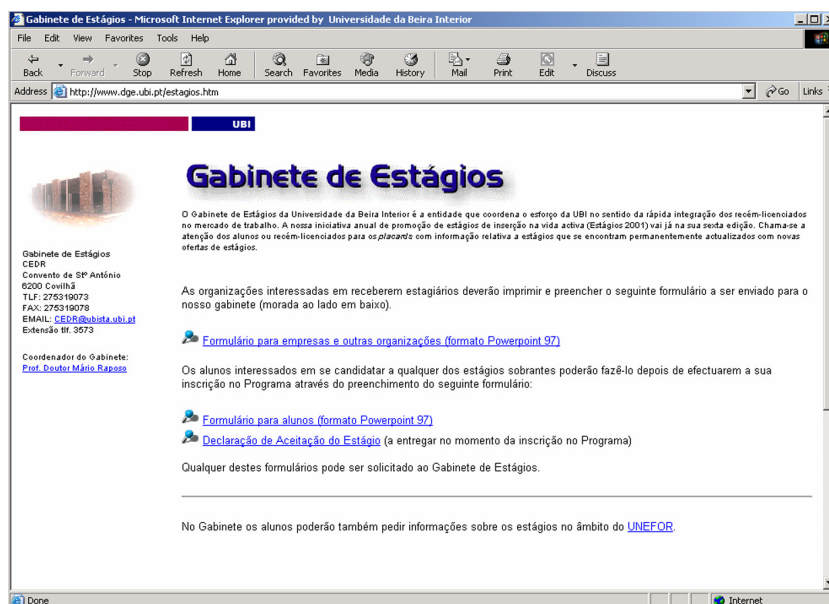 Gabinete de Estágios - Microsoft Internet Explorer provided by Universidade da Beira Interior
File Edit View Favorites Tools Help
Back Forward Stop Refresh Home Search Favorites Media History Mail Print Edit Discuss
Address http://www.dge.ubi.pt/estagios.htm Go Links
UBI
Gabinete de Estágios
O Gabinete de Estágios da Universidade da Beira Interior é a entidade que coordena o esforço da UBI no sentido da rápida integração dos recém-licenciados
no mercado de trabalho. A nossa iniciativa anual de promoção de estágios de inserção na vida activa (Estágios 2001) vai já na sua sexta edição. Chama-se a
atenção dos alunos ou recém-licenciados para os placards com informação relativa a estágios que se encontram permanentemente actualizados com novas
ofertas de estágios.
Gabinete de Estágios
CEDR
Convento de Stº António
6200 Covilhã
TLF: 275319073
FAX: 275319078
EMAIL: CEDR@ubista.ubi.pt
Extensão tlf. 3573
Coordenador do Gabinete:
Prof. Doutor Mário Raposo
As organizações interessadas em receberem estagiários deverão imprimir e preencher o seguinte formulário a ser enviado para o
nosso gabinete (morada ao lado em baixo).
Formulário para empresas e outras organizações (formato Powerpoint 97)
Os alunos interessados em se candidatar a qualquer dos estágios sobrantes poderão fazê-lo depois de efectuarem a sua
inscrição no Programa através do preenchimento do seguinte formulário:
Formulário para alunos (formato Powerpoint 97)
Declaração de Aceitação do Estágio (a entregar no momento da inscrição no Programa)
Qualquer destes formulários pode ser solicitado ao Gabinete de Estágios.
No Gabinete os alunos poderão também pedir informações sobre os estágios no âmbito do UNEFOR.
Done Internet